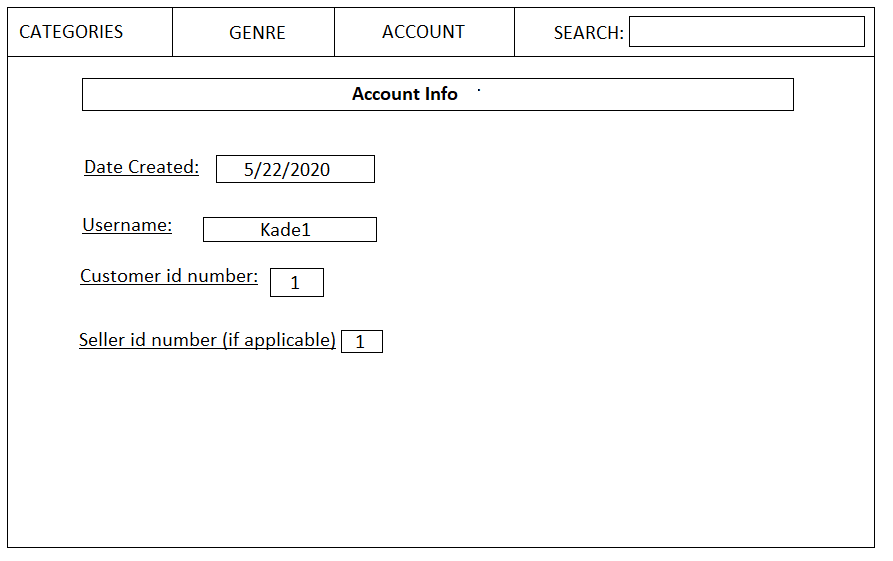 CATEGORIES GENRE ACCOUNT SEARCH:
Account Info
Date Created: 5/22/2020
Username: Kade1
Customer id number: 1
Seller id number (if applicable) 1